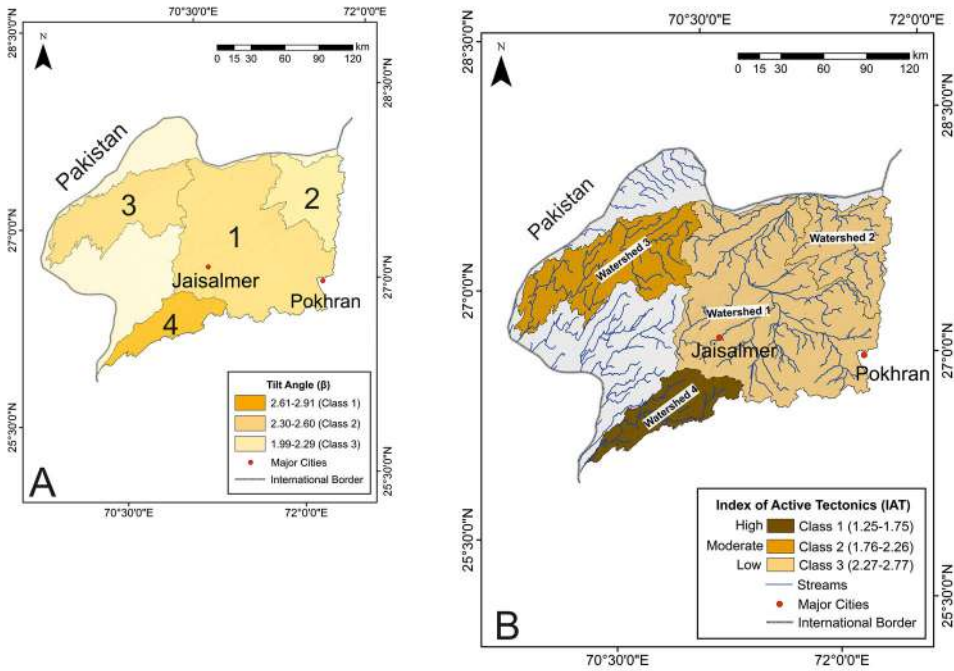 70°30'0"E
72°0'0"E
28°30'0"N
N
0 15 30 60 90 120 km
28°30'0"N
Pakistan
3
2
1
27°0'0"N
Jaisalmer
27°0'0"N
Pokhran
4
Tilt Angle (β)
2.61-2.91 (Class 1)
2.30-2.60 (Class 2)
1.99-2.29 (Class 3)
Major Cities
International Border
25°30'0"N
25°30'0"N
A
70°30'0"E
72°0'0"E
70°30'0"E
72°0'0"E
28°30'0"N
N
km
0 15 30 60 90 120
28°30'0"N
Pakistan
Watershed 3
Watershed 2
27°0'0"N
Watershed 1
Jaisalmer
27°0'0"N
Pokhran
Watershed 4
Index of Active Tectonics (IAT)
High Class 1 (1.25-1.75)
Moderate Class 2 (1.76-2.26)
Low Class 3 (2.27-2.77)
Streams
Major Cities
International Border
25°30'0"N
25°30'0"N
B
70°30'0"E
72°0'0"E